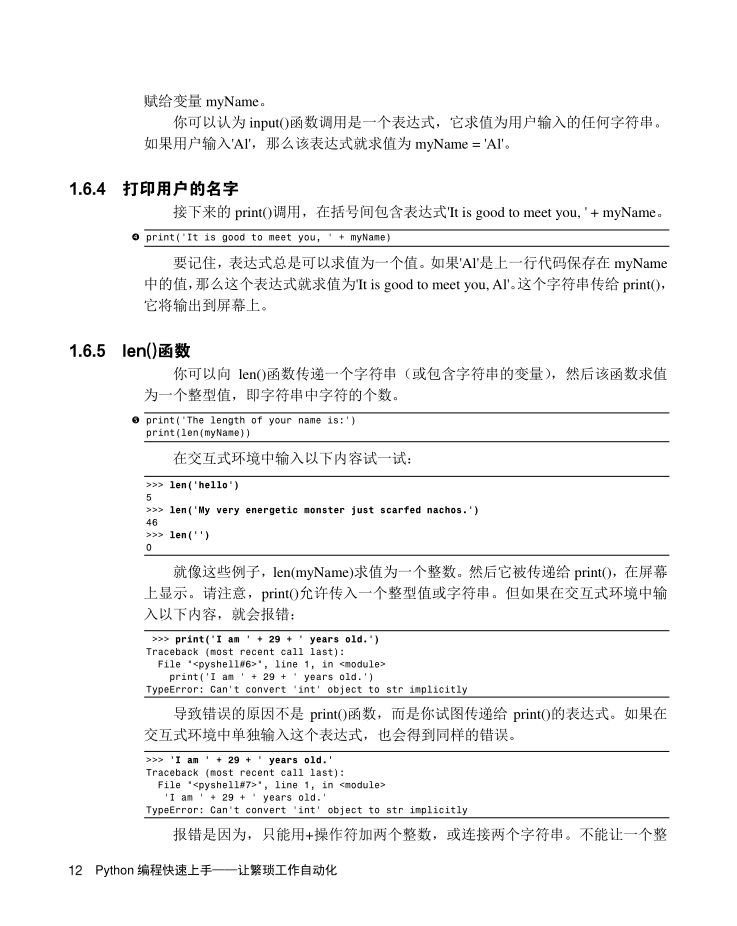 赋给变量 myName。
你可以认为 input()函数调用是一个表达式，它求值为用户输入的任何字符串。
如果用户输入'Al'，那么该表达式就求值为 myName = 'Al'。
1.6.4 打印用户的名字
接下来的 print()调用，在括号间包含表达式'It is good to meet you, ' + myName。
❹ print('It is good to meet you, ' + myName)
要记住，表达式总是可以求值为一个值。如果'Al'是上一行代码保存在 myName
中的值，那么这个表达式就求值为'It is good to meet you, Al'。这个字符串传给 print()，
它将输出到屏幕上。
1.6.5 len()函数
你可以向 len()函数传递一个字符串（或包含字符串的变量），然后该函数求值
为一个整型值，即字符串中字符的个数。
❺ print('The length of your name is:')
print(len(myName))
在交互式环境中输入以下内容试一试：
>>> len('hello')
5
>>> len('My very energetic monster just scarfed nachos.')
46
>>> len('')
0
就像这些例子，len(myName)求值为一个整数。然后它被传递给 print()，在屏幕
上显示。请注意，print()允许传入一个整型值或字符串。但如果在交互式环境中输
入以下内容，就会报错：
>>> print('I am ' + 29 + ' years old.')
Traceback (most recent call last):
File "<pyshell#6>", line 1, in <module>
print('I am ' + 29 + ' years old.')
TypeError: Can't convert 'int' object to str implicitly
导致错误的原因不是 print()函数，而是你试图传递给 print()的表达式。如果在
交互式环境中单独输入这个表达式，也会得到同样的错误。
>>> 'I am ' + 29 + ' years old.'
Traceback (most recent call last):
File "<pyshell#7>", line 1, in <module>
'I am ' + 29 + ' years old.'
TypeError: Can't convert 'int' object to str implicitly
报错是因为，只能用+操作符加两个整数，或连接两个字符串。不能让一个整
12 Python 编程快速上手——让繁琐工作自动化